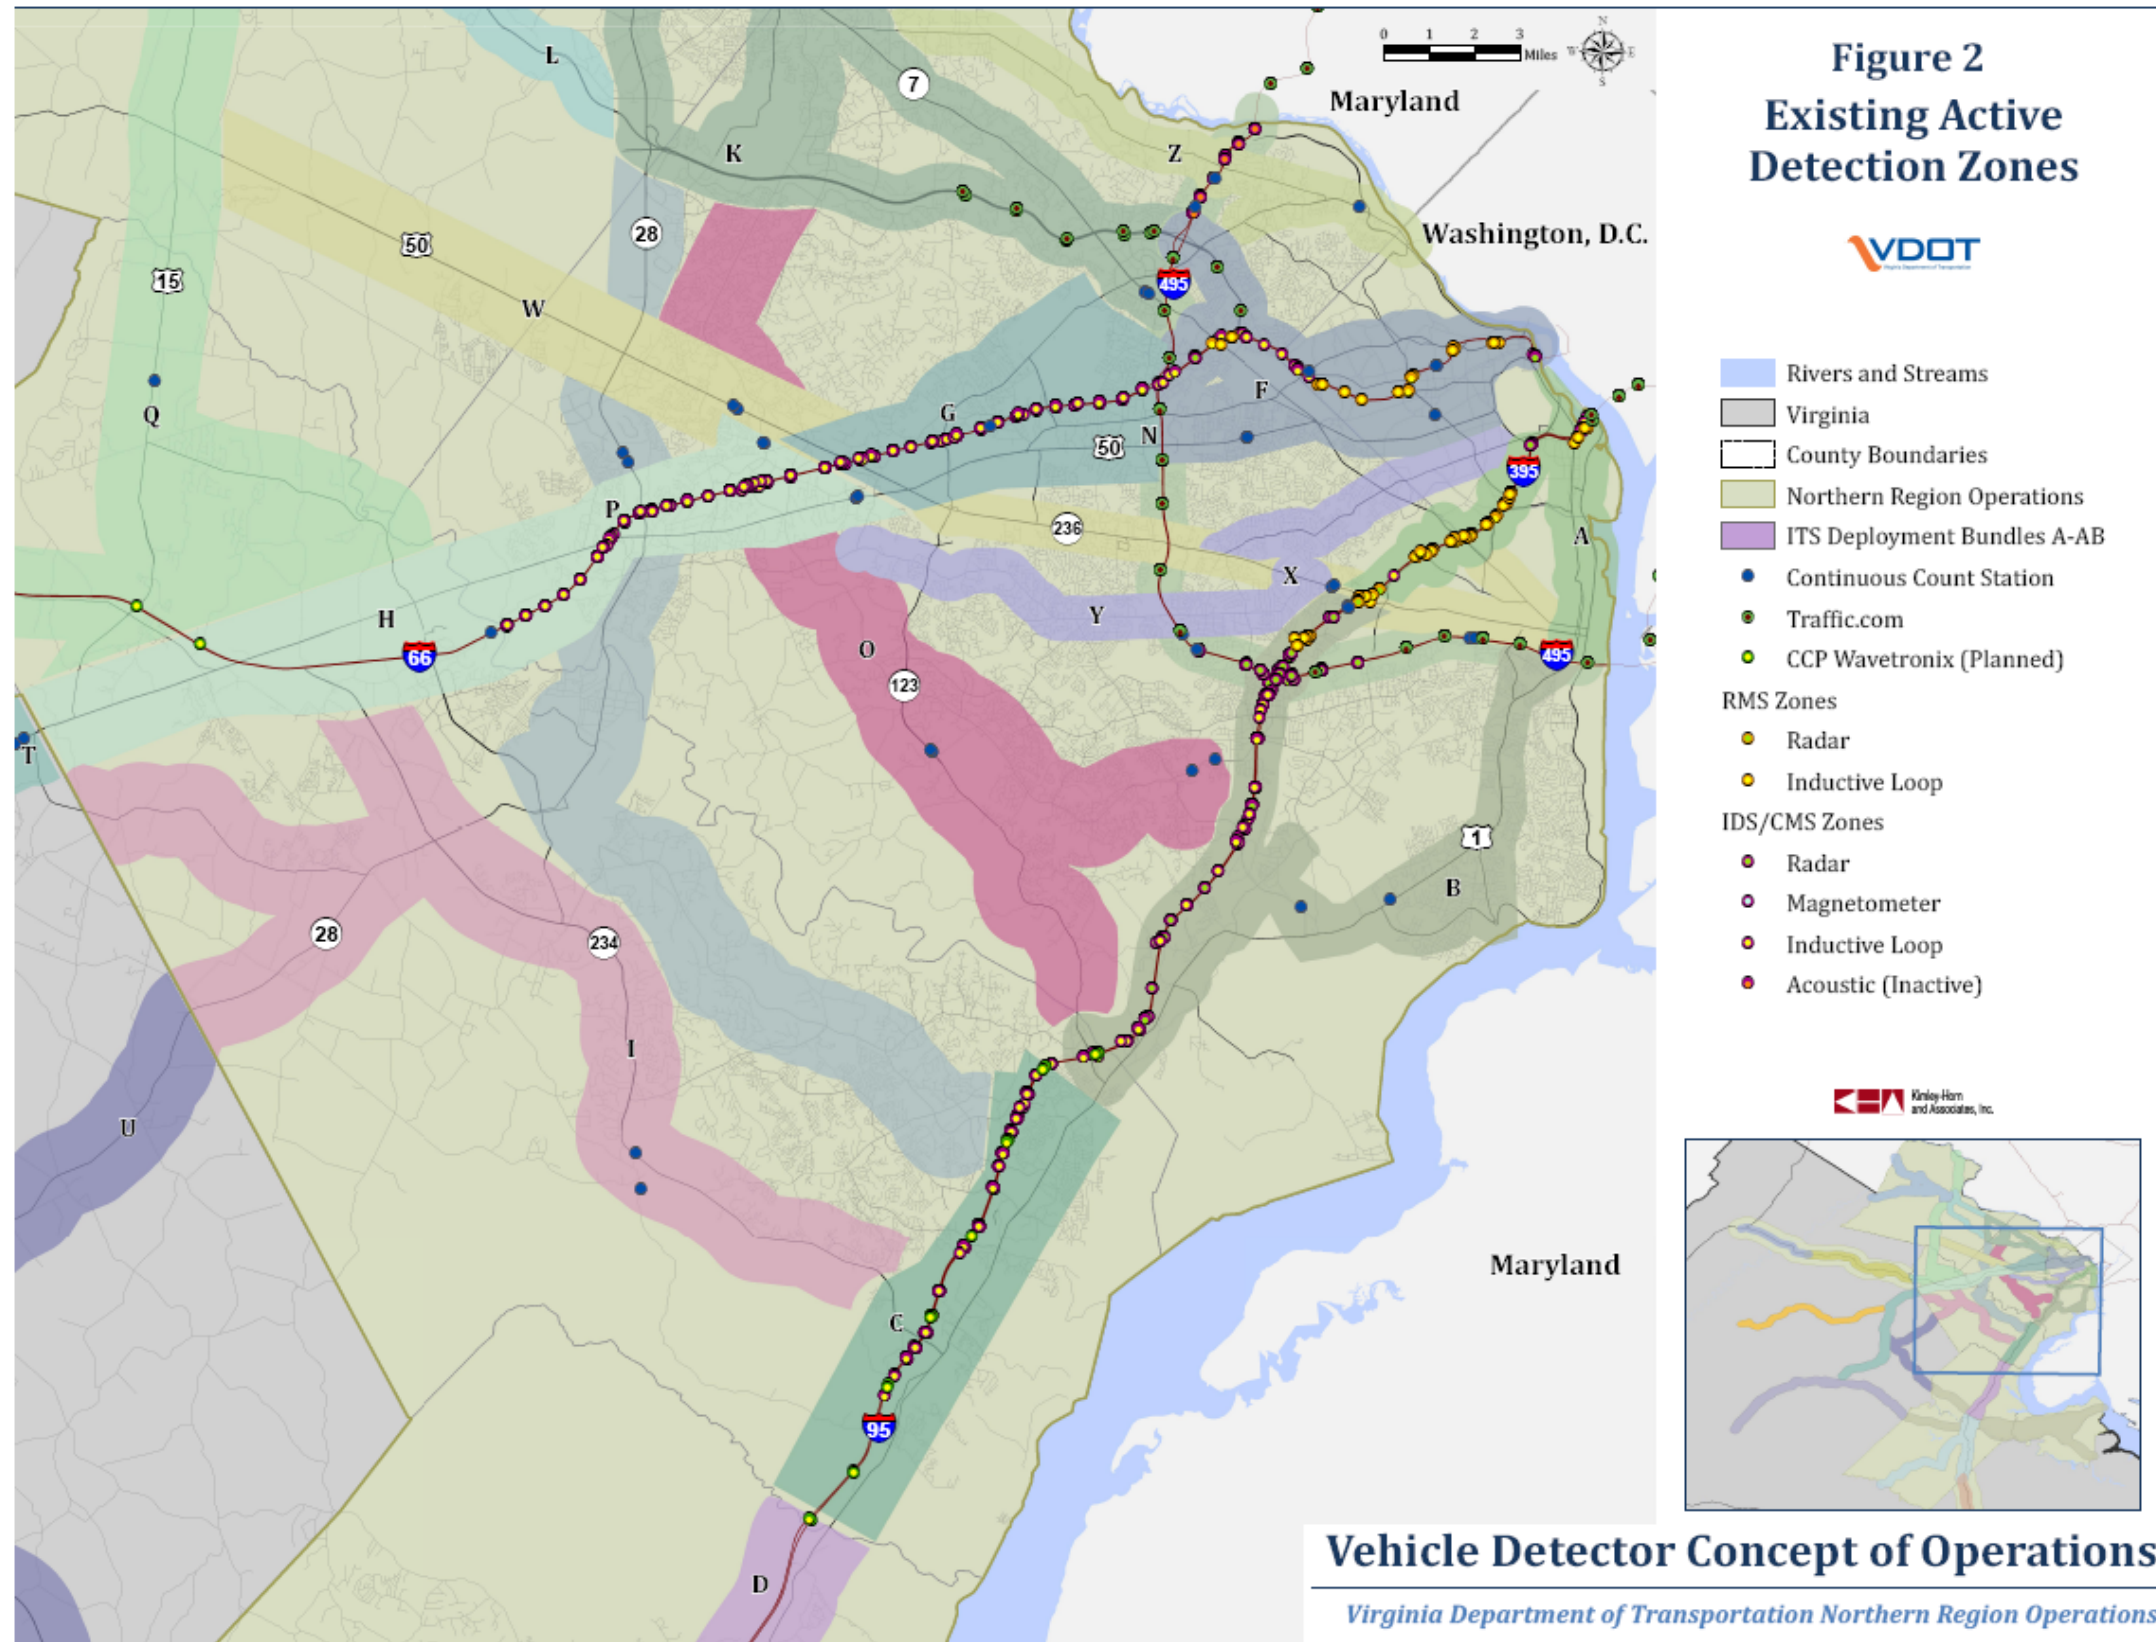 Figure 2
Existing Active
Detection Zones
VDOT
Virginia Department of Transportation
Rivers and Streams
Virginia
County Boundaries
Northern Region Operations
ITS Deployment Bundles A-AB
Continuous Count Station
Traffic.com
CCP Wavetronix (Planned)
RMS Zones
Radar
Inductive Loop
IDS/CMS Zones
Radar
Magnetometer
Inductive Loop
Acoustic (Inactive)
Kimley-Horn
and Associates, Inc.
0 1 2 3
Miles
N
W E
S
Maryland
Washington, D.C.
L
7
K
Z
28
50
15
W
495
Q
G
F
N
50
395
P
236
A
H
X
Y
66
O
495
123
T
1
B
28
234
I
U
Maryland
C
95
D
Vehicle Detector Concept of Operations
Virginia Department of Transportation Northern Region Operations